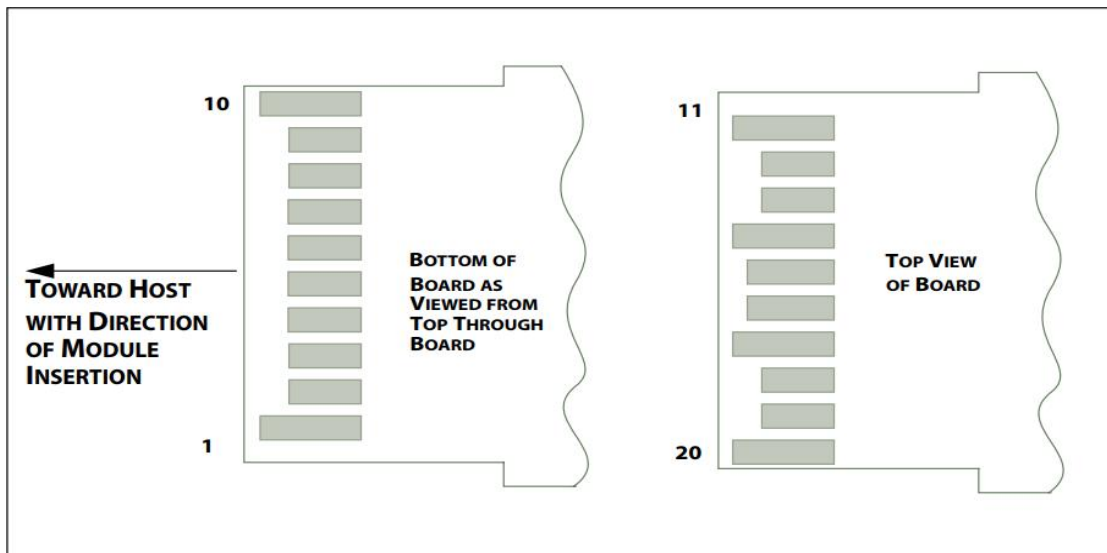 10
BOTTOM OF
BOARD AS
VIEWED FROM
TOP THROUGH
BOARD
TOWARD HOST
WITH DIRECTION
OF MODULE
INSERTION
1
11
TOP VIEW
OF BOARD
20